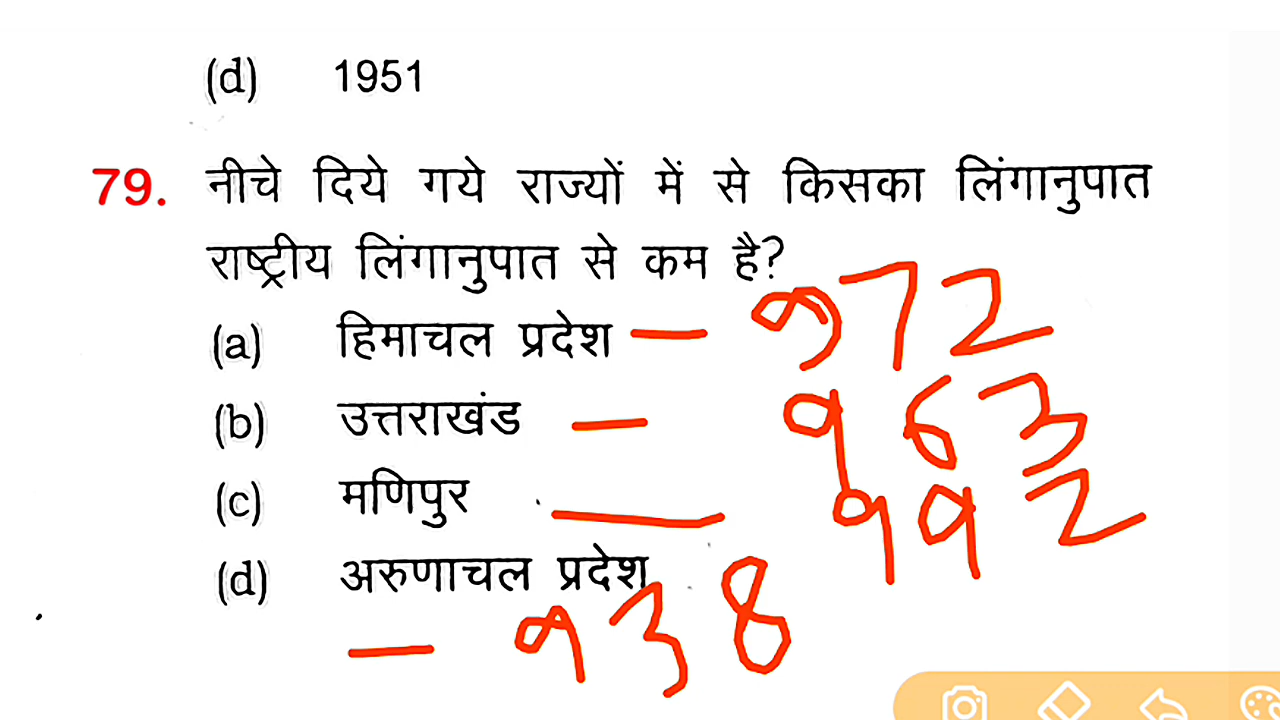 (d) 1951
79. नीचे दिये गये राज्यों में से किसका लिंगानुपात
राष्ट्रीय लिंगानुपात से कम है?
(a) हिमाचल प्रदेश — 972
(b) उत्तराखंड — 963
(c) मणिपुर — 992
(d) अरुणाचल प्रदेश
— 938